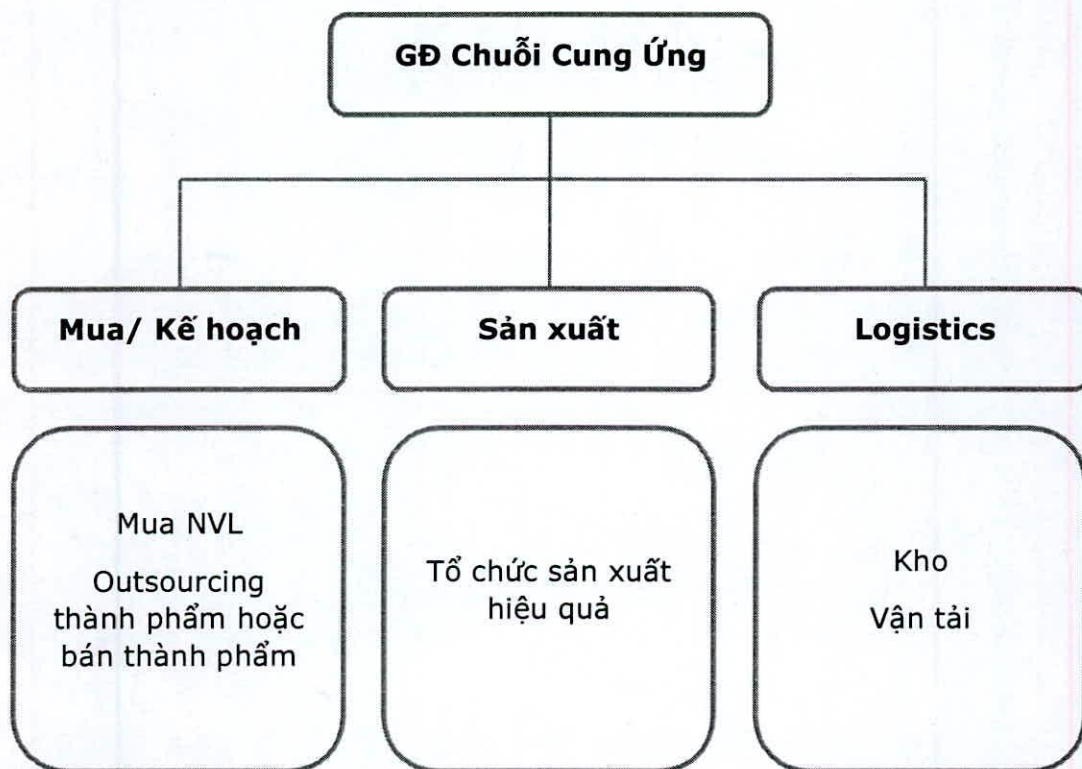 GĐ Chuỗi Cung Ứng
Mua/ Kế hoạch
Sản xuất
Logistics
Mua NVL
Outsourcing
thành phẩm hoặc
bán thành phẩm
Tổ chức sản xuất
hiệu quả
Kho
Vận tải